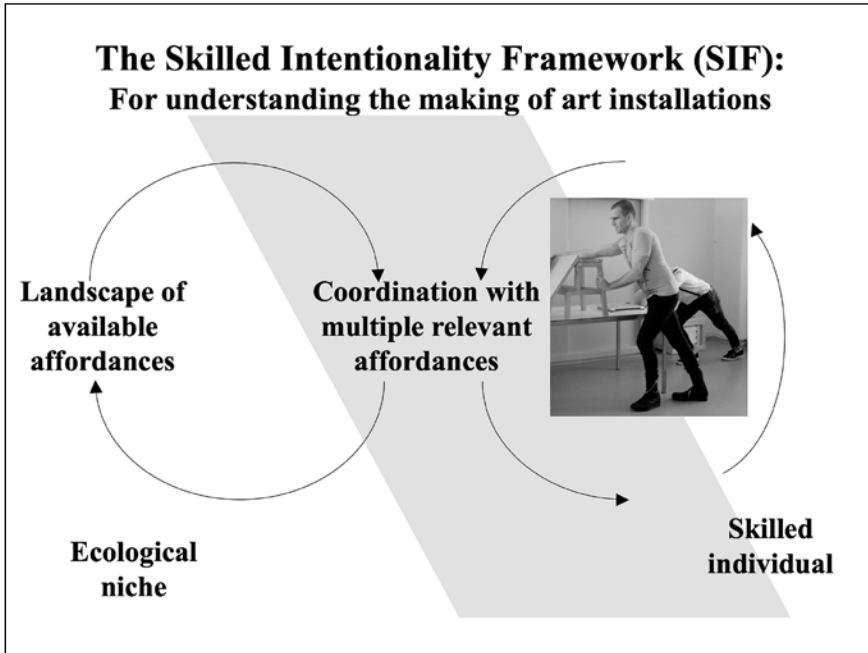 The Skilled Intentionality Framework (SIF):
For understanding the making of art installations
Landscape of
available
affordances
Coordination with
multiple relevant
affordances
Ecological
niche
Skilled
individual